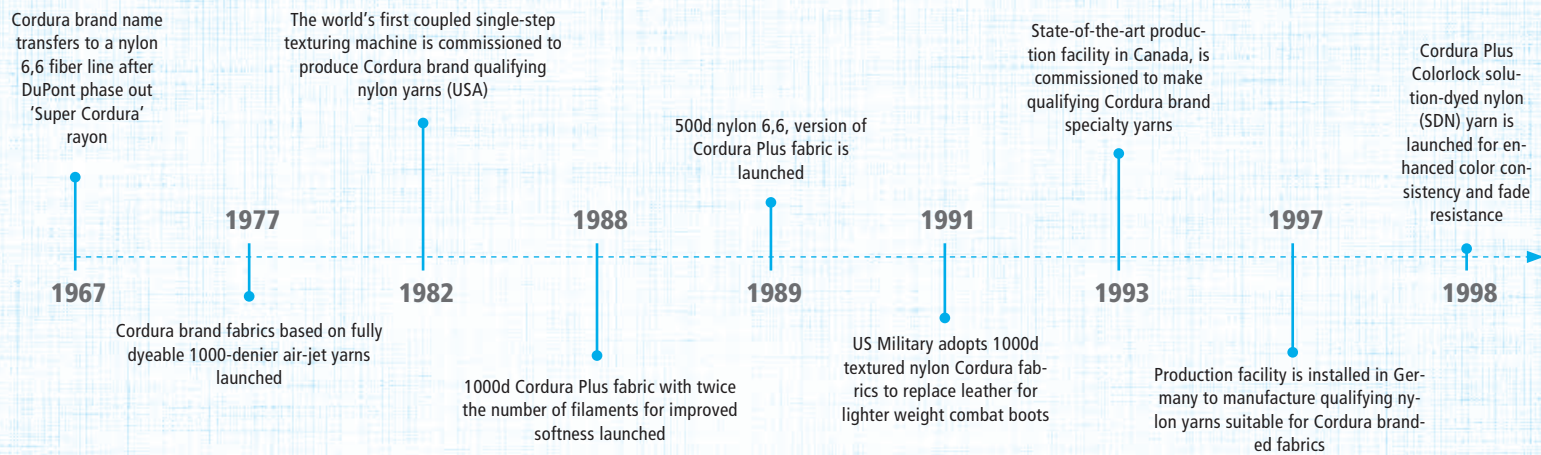 Cordura brand name
transfers to a nylon
6,6 fiber line after
DuPont phase out
'Super Cordura'
rayon
1967
1977
Cordura brand fabrics based on fully
dyeable 1000-denier air-jet yarns
launched
The world's first coupled single-step
texturing machine is commissioned to
produce Cordura brand qualifying
nylon yarns (USA)
1982
1988
1000d Cordura Plus fabric with twice
the number of filaments for improved
softness launched
500d nylon 6,6, version of
Cordura Plus fabric is
launched
1989
1991
US Military adopts 1000d
textured nylon Cordura fab-
rics to replace leather for
lighter weight combat boots
State-of-the-art produc-
tion facility in Canada, is
commissioned to make
qualifying Cordura brand
specialty yarns
1993
1997
Production facility is installed in Ger-
many to manufacture qualifying ny-
lon yarns suitable for Cordura brand-
ed fabrics
Cordura Plus
Colorlock solu-
tion-dyed nylon
(SDN) yarn is
launched for en-
hanced color con-
sistency and fade
resistance
1998